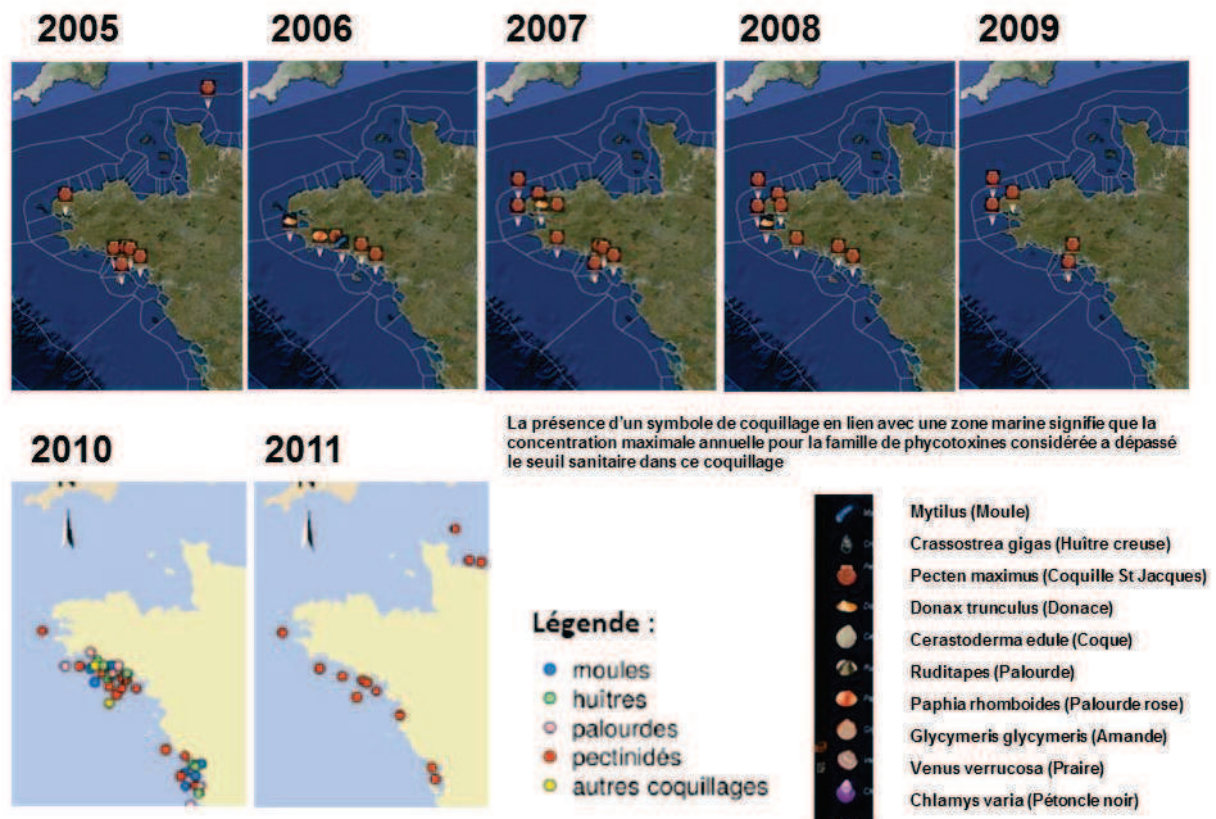 2005
2006
2007
2008
2009
La présence d'un symbole de coquillage en lien avec une zone marine signifie que la
concentration maximale annuelle pour la famille de phycotoxines considérée a dépassé
le seuil sanitaire dans ce coquillage
2010
2011
N
N
Légende :
moules
huîtres
palourdes
pectinidés
autres coquillages
Mytilus (Moule)
Crassostrea gigas (Huître creuse)
Pecten maximus (Coquille St Jacques)
Donax trunculus (Donace)
Cerastoderma edule (Coque)
Ruditapes (Palourde)
Paphia rhomboides (Palourde rose)
Glycymeris glycymeris (Amande)
Venus verrucosa (Praire)
Chlamys varia (Pétoncle noir)